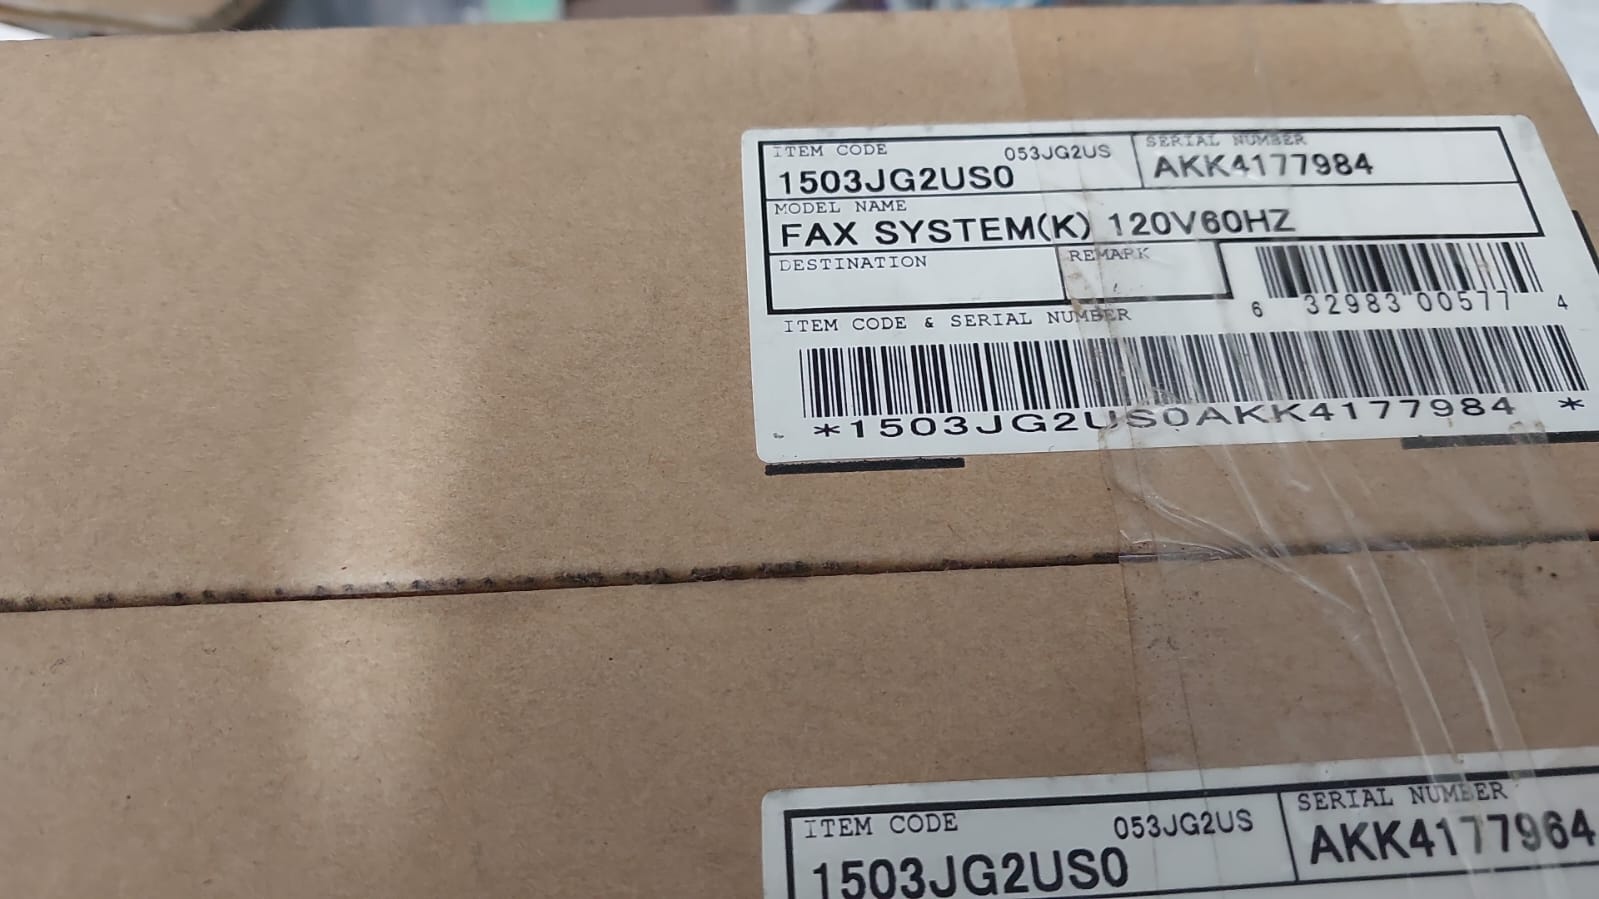 ITEM CODE 053JG2US SERIAL NUMBER
1503JG2US0 AKK4177984
MODEL NAME
FAX SYSTEM(K) 120V60HZ
DESTINATION REMARK
6 32983 00577 4
ITEM CODE & SERIAL NUMBER
*1503JG2US0AKK4177984 *
ITEM CODE 053JG2US SERIAL NUMBER
1503JG2US0 AKK4177964